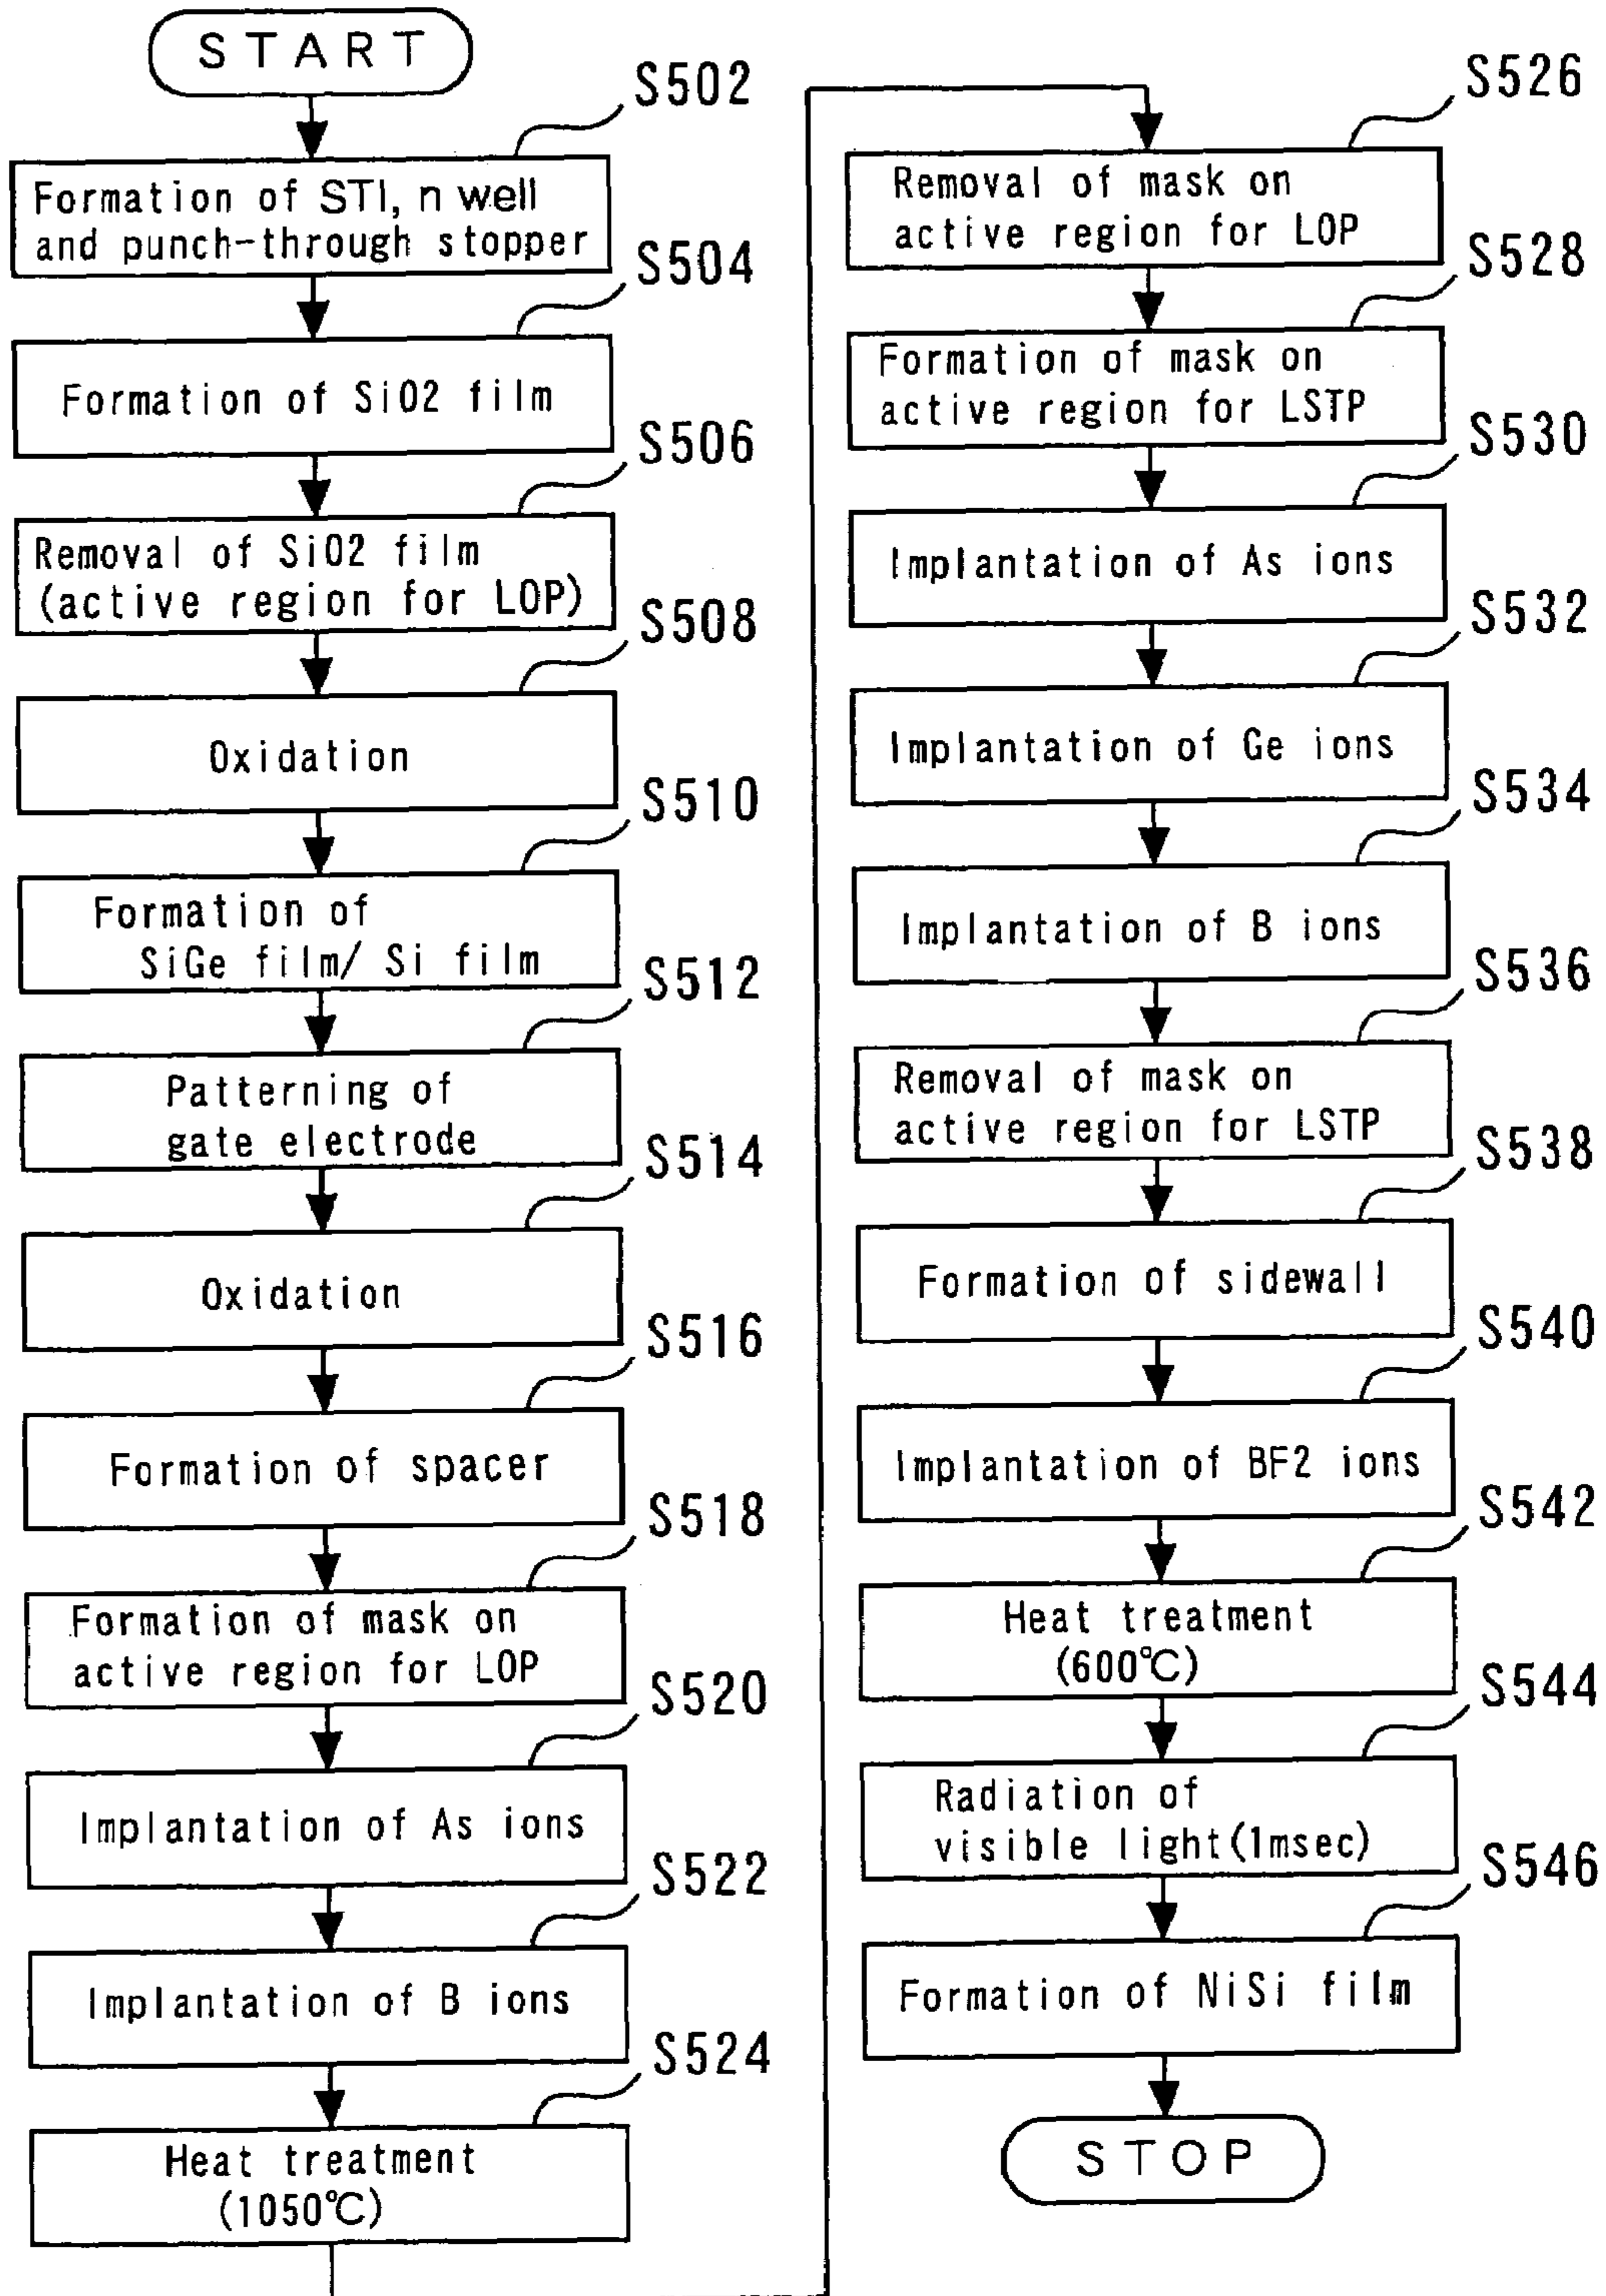 START
S502
Formation of STI, n well
and punch-through stopper
S504
Formation of SiO2 film
S506
Removal of SiO2 film
(active region for LOP)
S508
Oxidation
S510
Formation of
SiGe film/ Si film
S512
Patterning of
gate electrode
S514
Oxidation
S516
Formation of spacer
S518
Formation of mask on
active region for LOP
S520
Implantation of As ions
S522
Implantation of B ions
S524
Heat treatment
(1050℃)
S526
Removal of mask on
active region for LOP
S528
Formation of mask on
active region for LSTP
S530
Implantation of As ions
S532
Implantation of Ge ions
S534
Implantation of B ions
S536
Removal of mask on
active region for LSTP
S538
Formation of sidewall
S540
Implantation of BF2 ions
S542
Heat treatment
(600℃)
S544
Radiation of
visible light(1msec)
S546
Formation of NiSi film
STOP